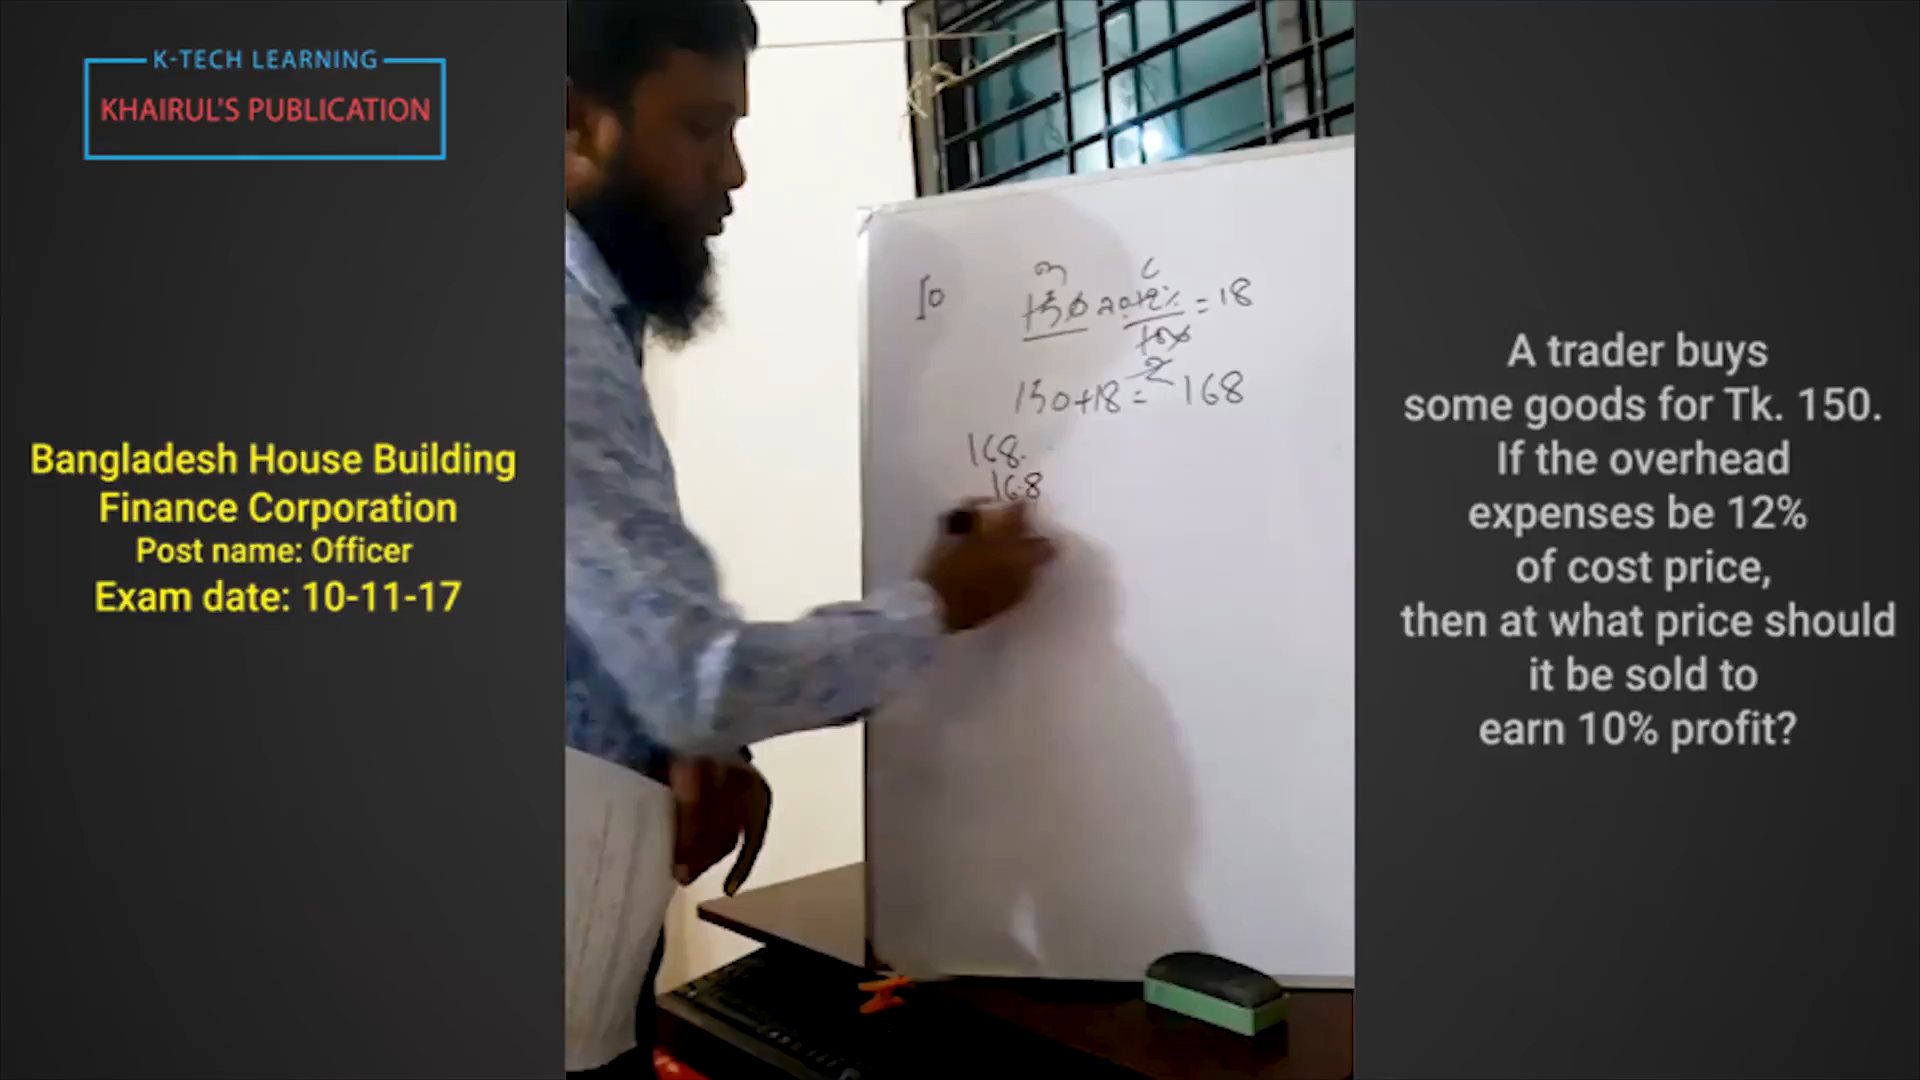 K-TECH LEARNING
KHAIRUL'S PUBLICATION
Bangladesh House Building
Finance Corporation
Post name: Officer
Exam date: 10-11-17
10
= 18
150+18 = 168
168.
16.8
A trader buys
some goods for Tk. 150.
If the overhead
expenses be 12%
of cost price,
then at what price should
it be sold to
earn 10% profit?